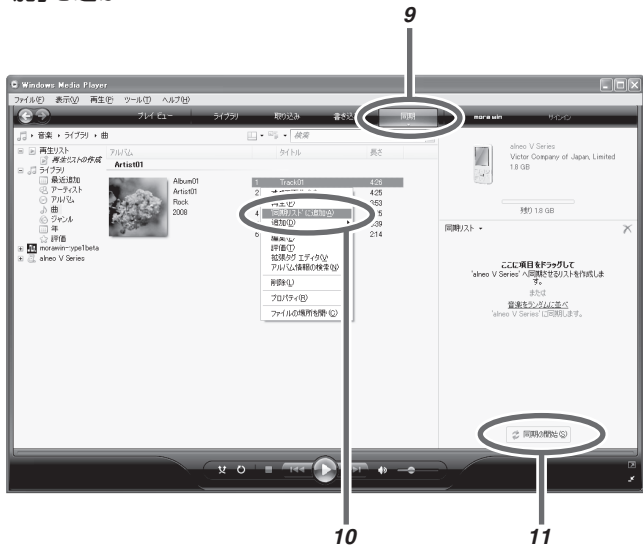 能」を選ぶ
9
Windows Media Player
ファイル(F) 表示(V) 再生(P) ツール(T) ヘルプ(H)
ライブラリ 取り込み 同期 mora win サインイン
音楽 ライブラリ 曲 検索
再生リスト
再生リストの作成
ライブラリ
最近追加
アーティスト
アルバム
曲
ジャンル
年
評価
morawin-ype1beta
alneo V Series
アルバム タイトル 長さ
Artist01
Album01
Artist01
Rock
2008
1 Track01 4:26
2 4:25
3:53
4
3:39
6 2:14
再生(P)
同期リスト に追加(A)
追加(D)
編集(E)
評価(T)
拡張タグ エディタ(V)
アルバム情報の検索(N)
削除(L)
プロパティ(R)
ファイルの場所を開く(O)
alneo V Series
Victor Company of Japan, Limited
1.8 GB
残り 1.8 GB
同期リスト
ここに項目をドラッグして
'alneo V Series' へ同期させるリストを作成しま
す。
または
音楽をランダムに並べ
'alneo V Series' に同期します。
同期の開始(S)
10
11